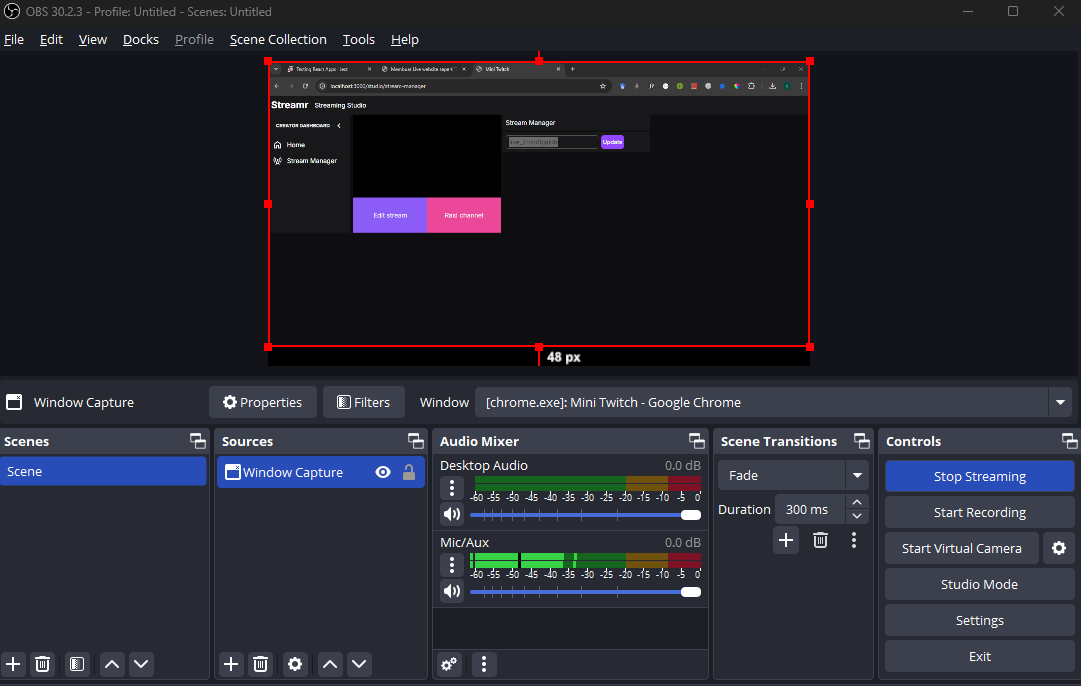 OBS 30.2.3 - Profile: Untitled - Scenes: Untitled
File Edit View Docks Profile Scene Collection Tools Help
Testing React Apps · Jest
Mini Twitch
localhost:3000/studio/stream-manager
Streamr Streaming Studio
CREATOR DASHBOARD
Home
Stream Manager
Stream Manager
Update
Edit stream
Raid channel
48 px
Window Capture
Properties
Filters
Window
[chrome.exe]: Mini Twitch - Google Chrome
Scenes
Scene
Sources
Window Capture
Audio Mixer
Desktop Audio 0.0 dB
-60 -55 -50 -45 -40 -35 -30 -25 -20 -15 -10 -5 0
Mic/Aux 0.0 dB
-60 -55 -50 -45 -40 -35 -30 -25 -20 -15 -10 -5 0
Scene Transitions
Fade
Duration 300 ms
Controls
Stop Streaming
Start Recording
Start Virtual Camera
Studio Mode
Settings
Exit